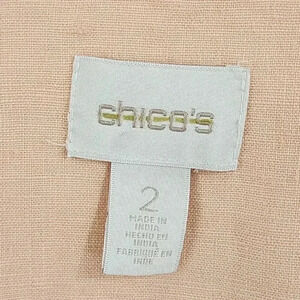 chico's
2
MADE IN
INDIA
HECHO EN
INDIA
FABRIQUÉ EN
INDE